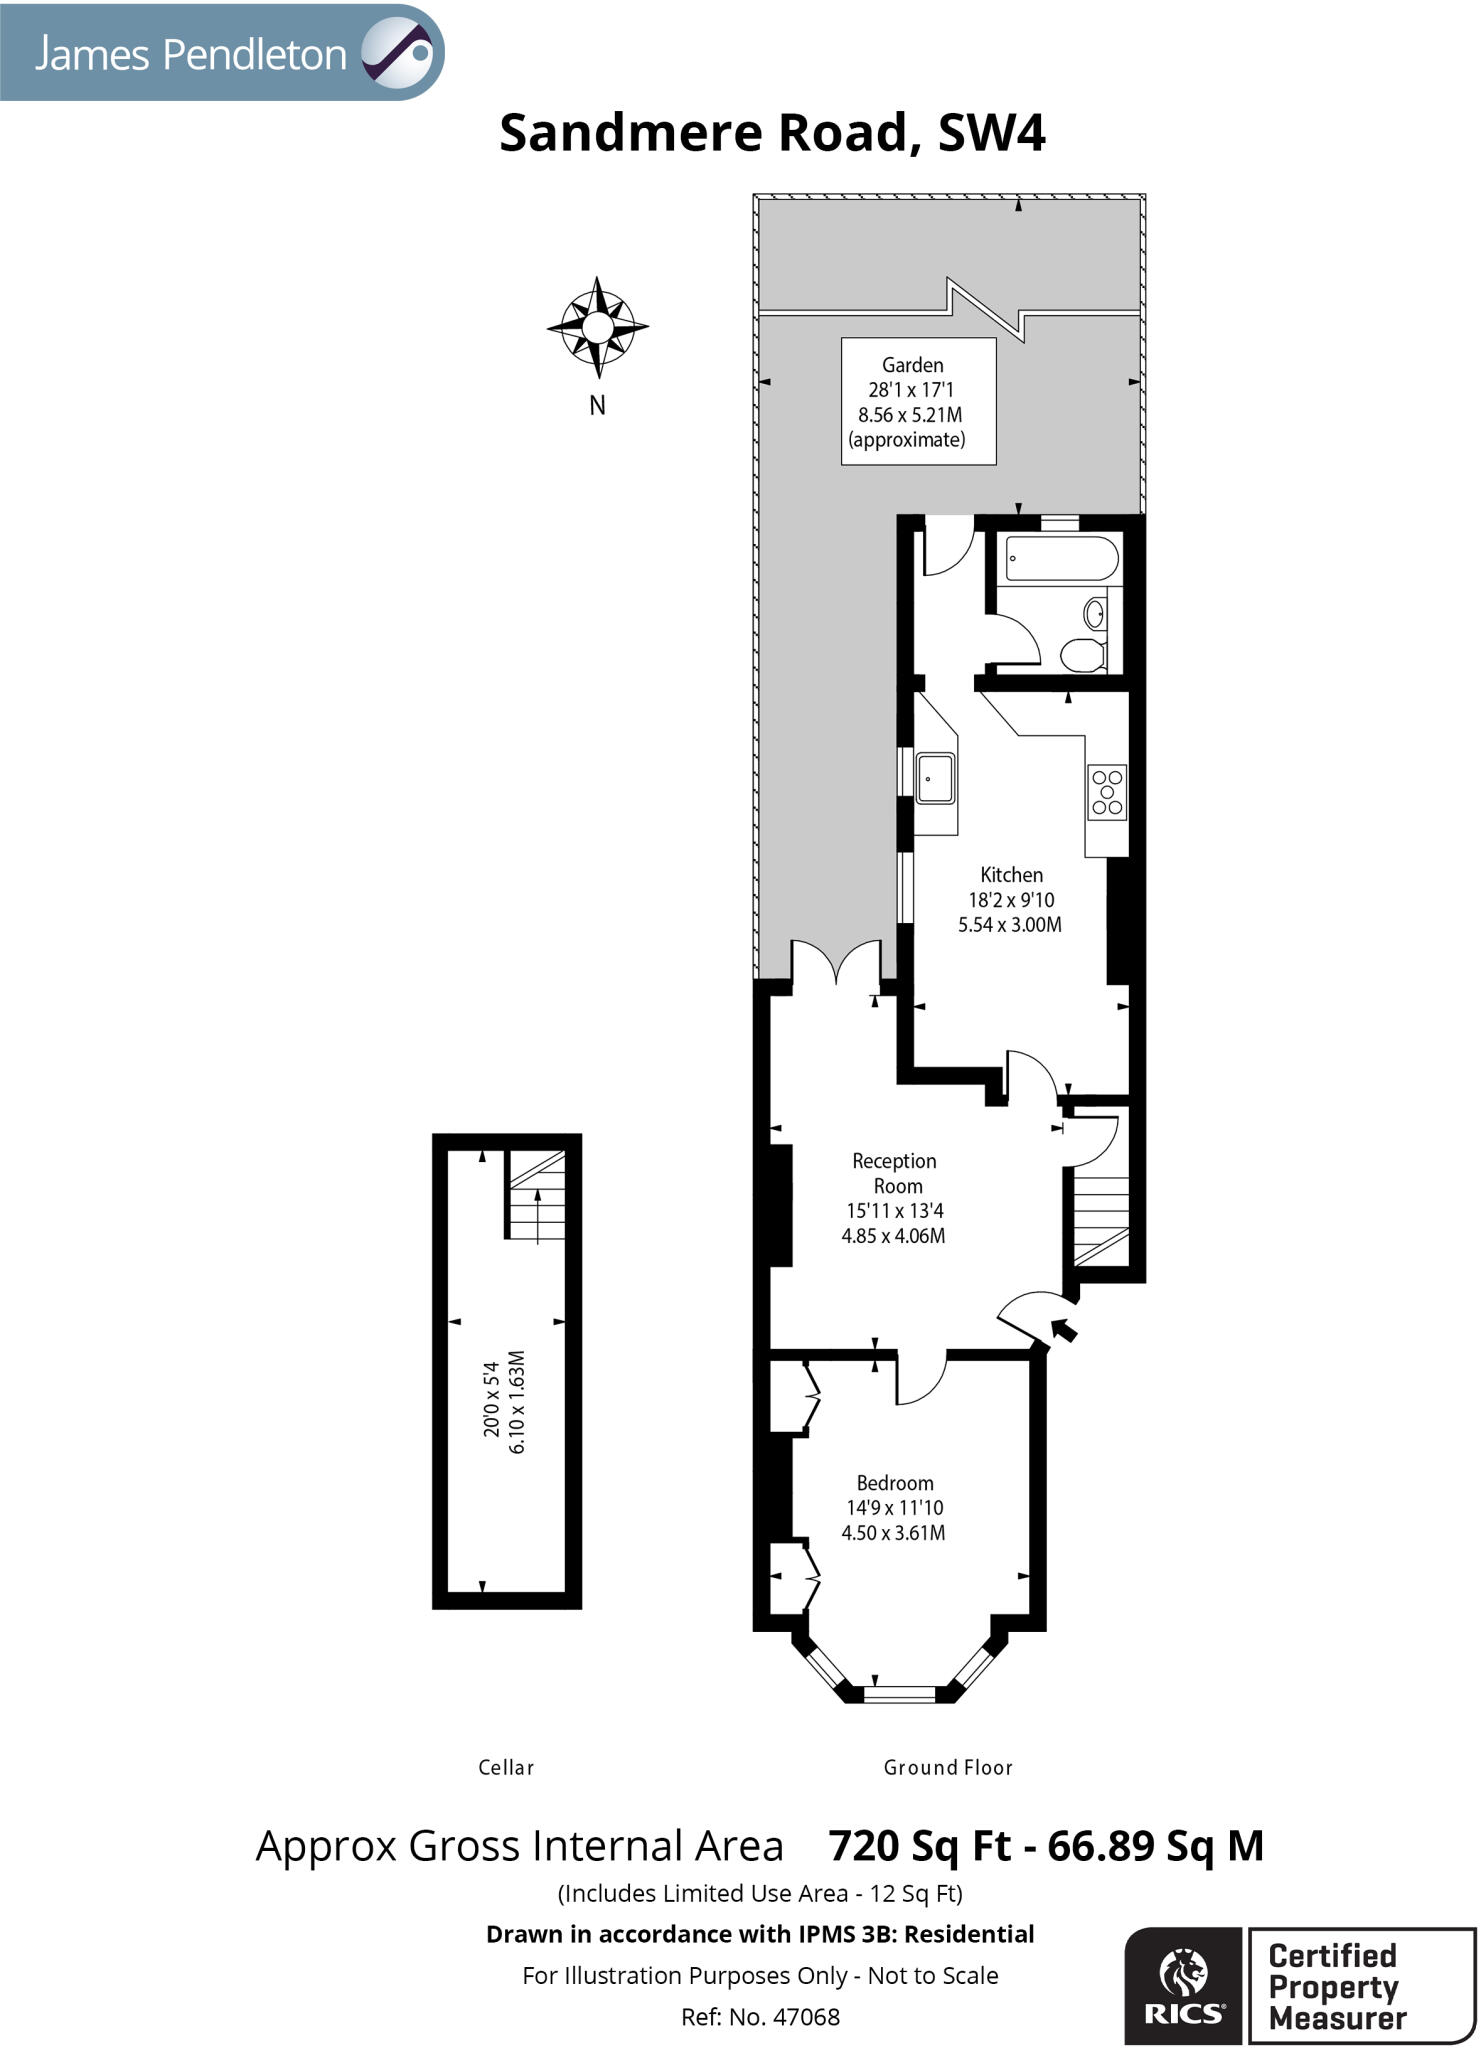 James Pendleton
Sandmere Road, SW4
N
Garden
28'1 x 17'1
8.56 x 5.21M
(approximate)
Kitchen
18'2 x 9'10
5.54 x 3.00M
Reception
Room
15'11 x 13'4
4.85 x 4.06M
20'0 x 5'4
6.10 x 1.63M
Bedroom
14'9 x 11'10
4.50 x 3.61M
Cellar
Ground Floor
Approx Gross Internal Area 720 Sq Ft - 66.89 Sq M
(Includes Limited Use Area - 12 Sq Ft)
Drawn in accordance with IPMS 3B: Residential
For Illustration Purposes Only - Not to Scale
Ref: No. 47068
RICS®
Certified
Property
Measurer